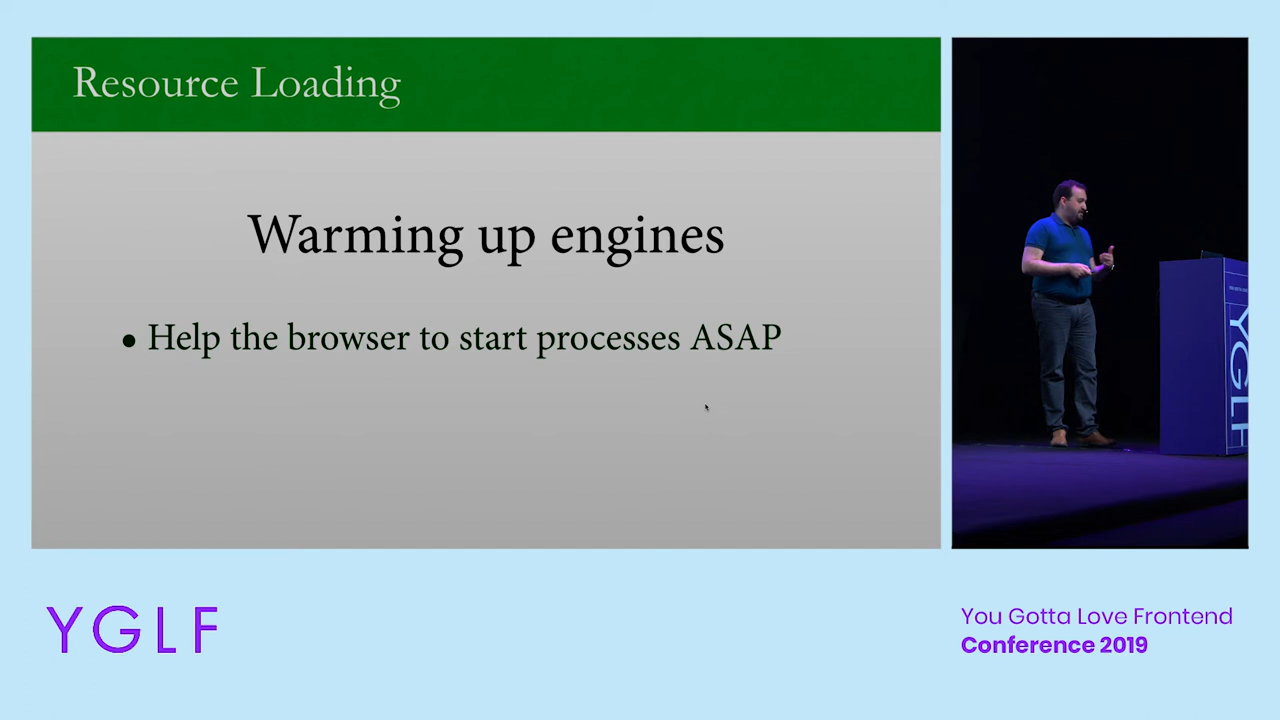 Resource Loading
Warming up engines
• Help the browser to start processes ASAP
YGLF
YGLF
You Gotta Love Frontend
Conference 2019